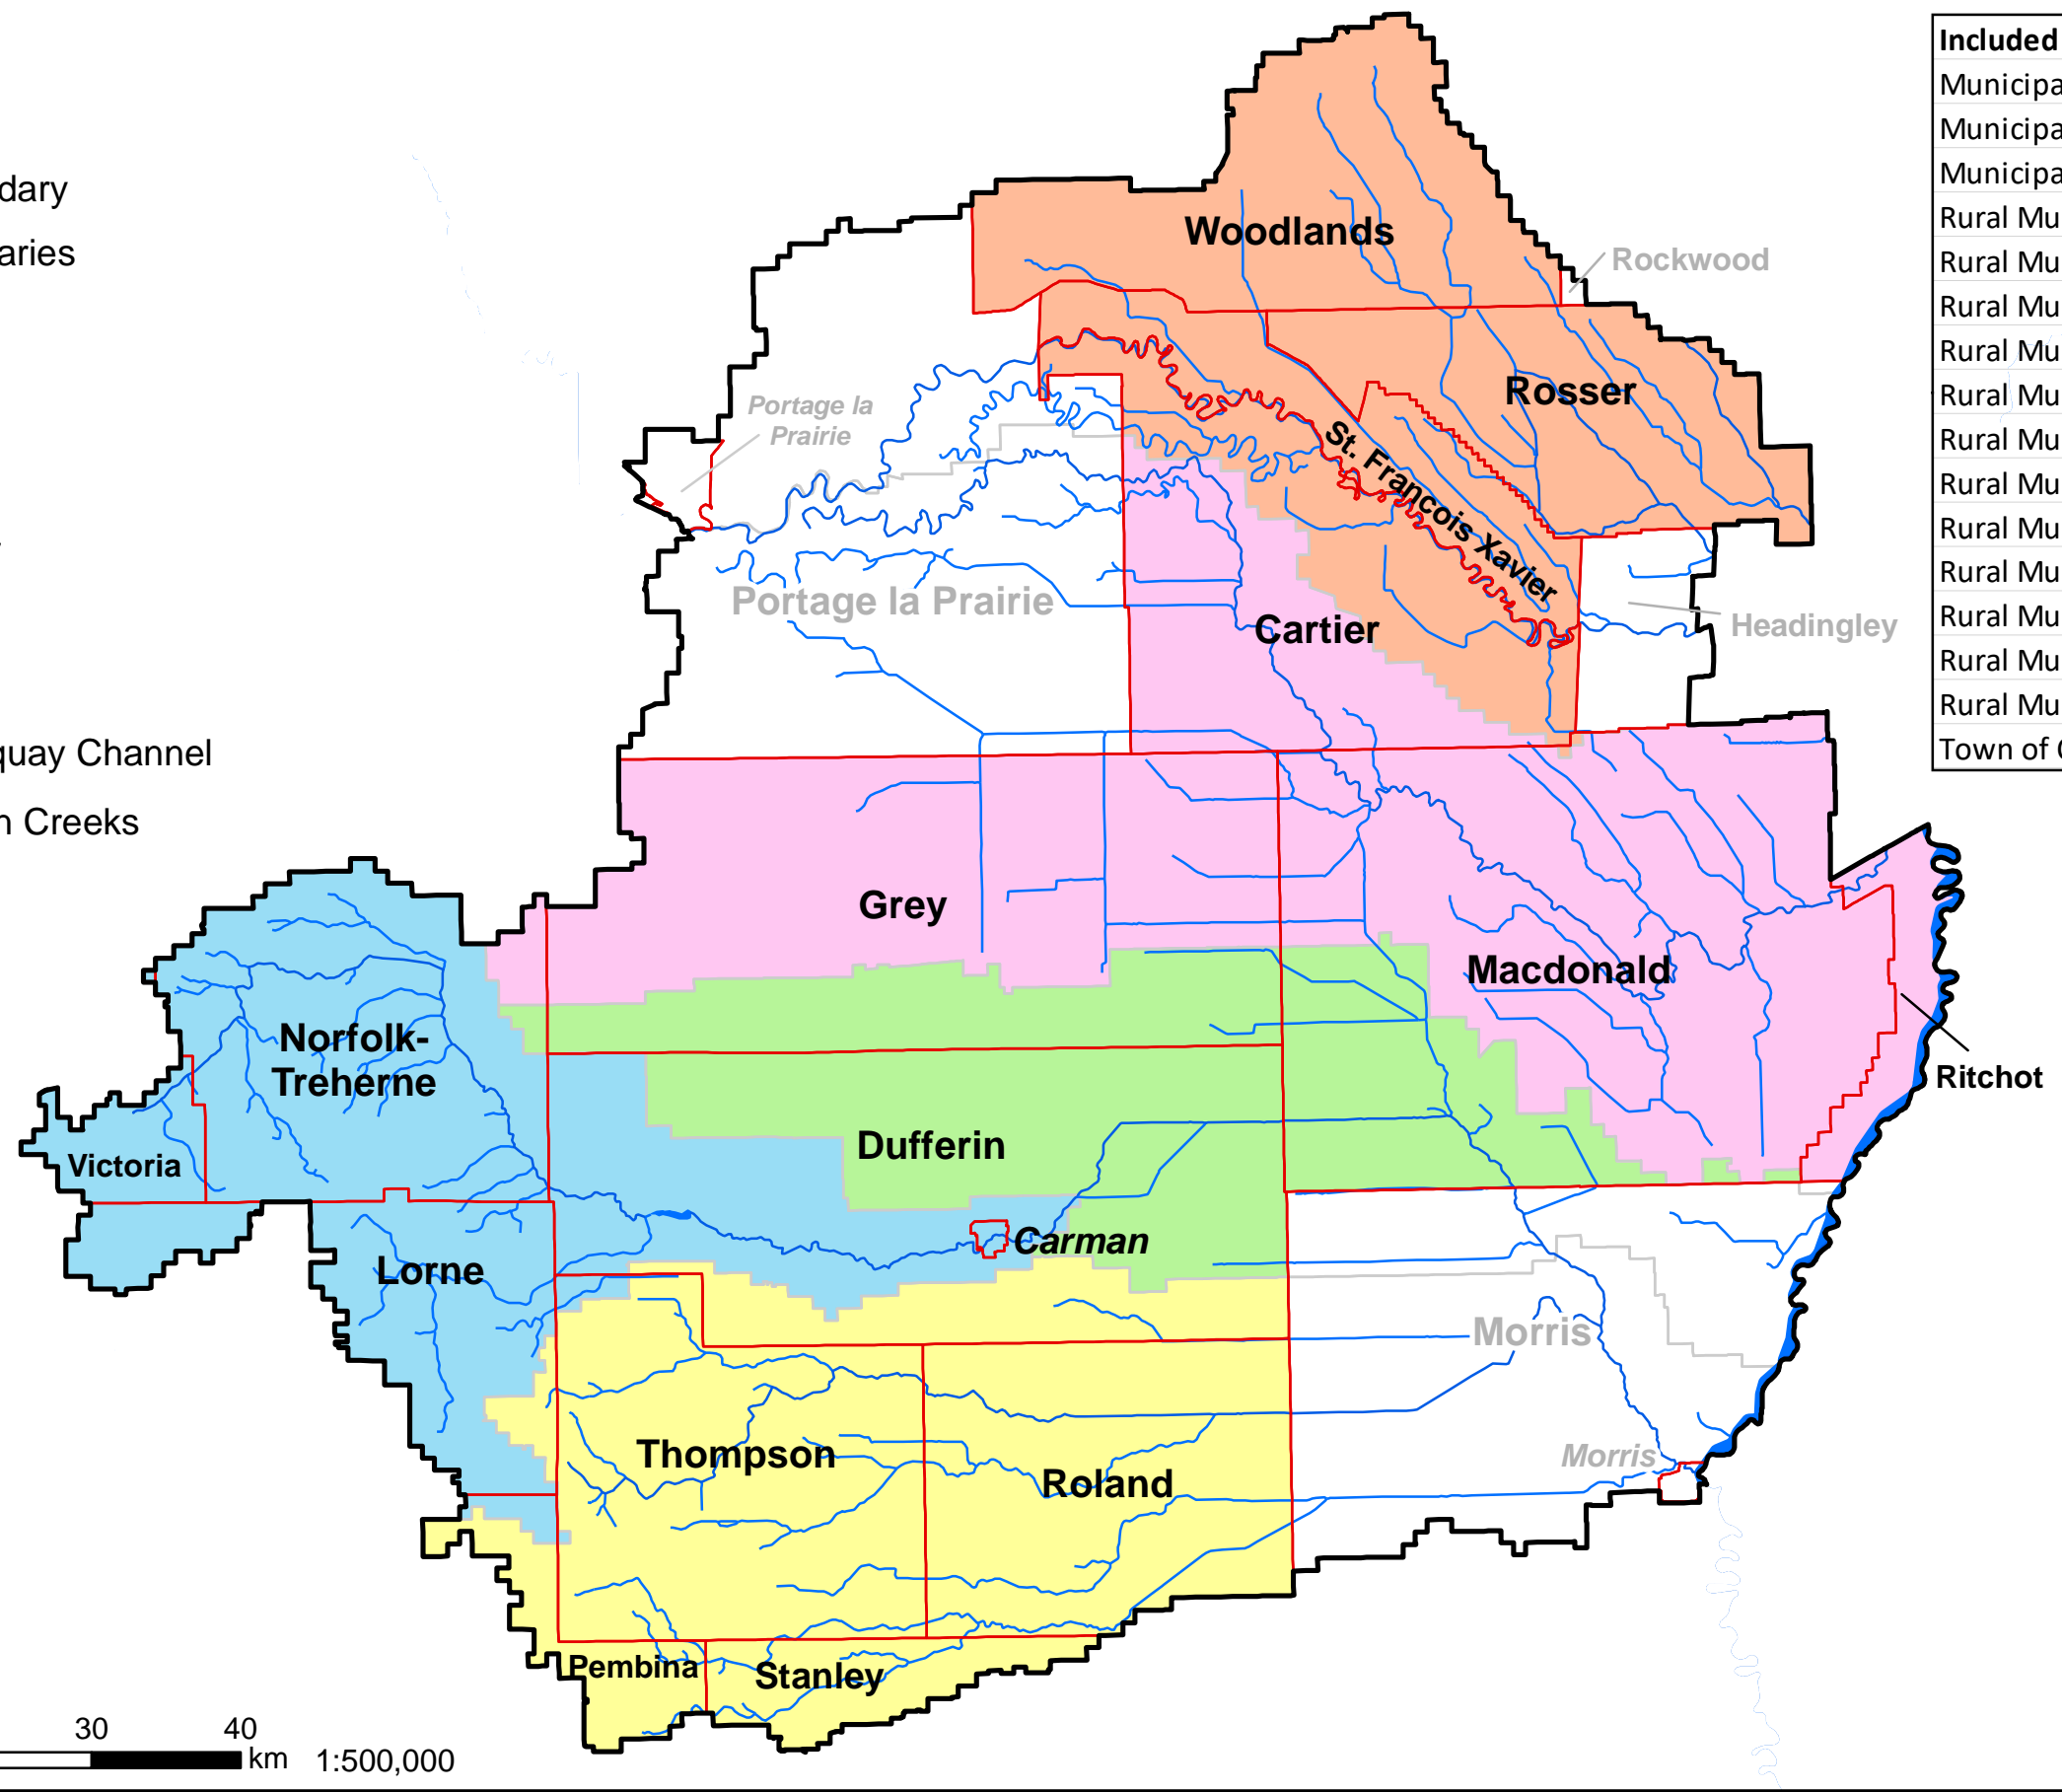 Included
Municipa
Municipa
Municipa
Rural Mu
Rural Mu
Rural Mu
Rural Mu
Rural Mu
Rural Mu
Rural Mu
Rural Mu
Rural Mu
Rural Mu
Rural Mu
Rural Mu
Town of
dary
aries
quay Channel
n Creeks
Woodlands
Rockwood
Rosser
Portage la
Prairie
St. Francois Xavier
Portage la Prairie
Cartier
Headingley
Grey
Macdonald
Norfolk-
Treherne
Ritchot
Victoria
Dufferin
Carman
Lorne
Morris
Thompson
Roland
Morris
Pembina
Stanley
30 40
km 1:500,000